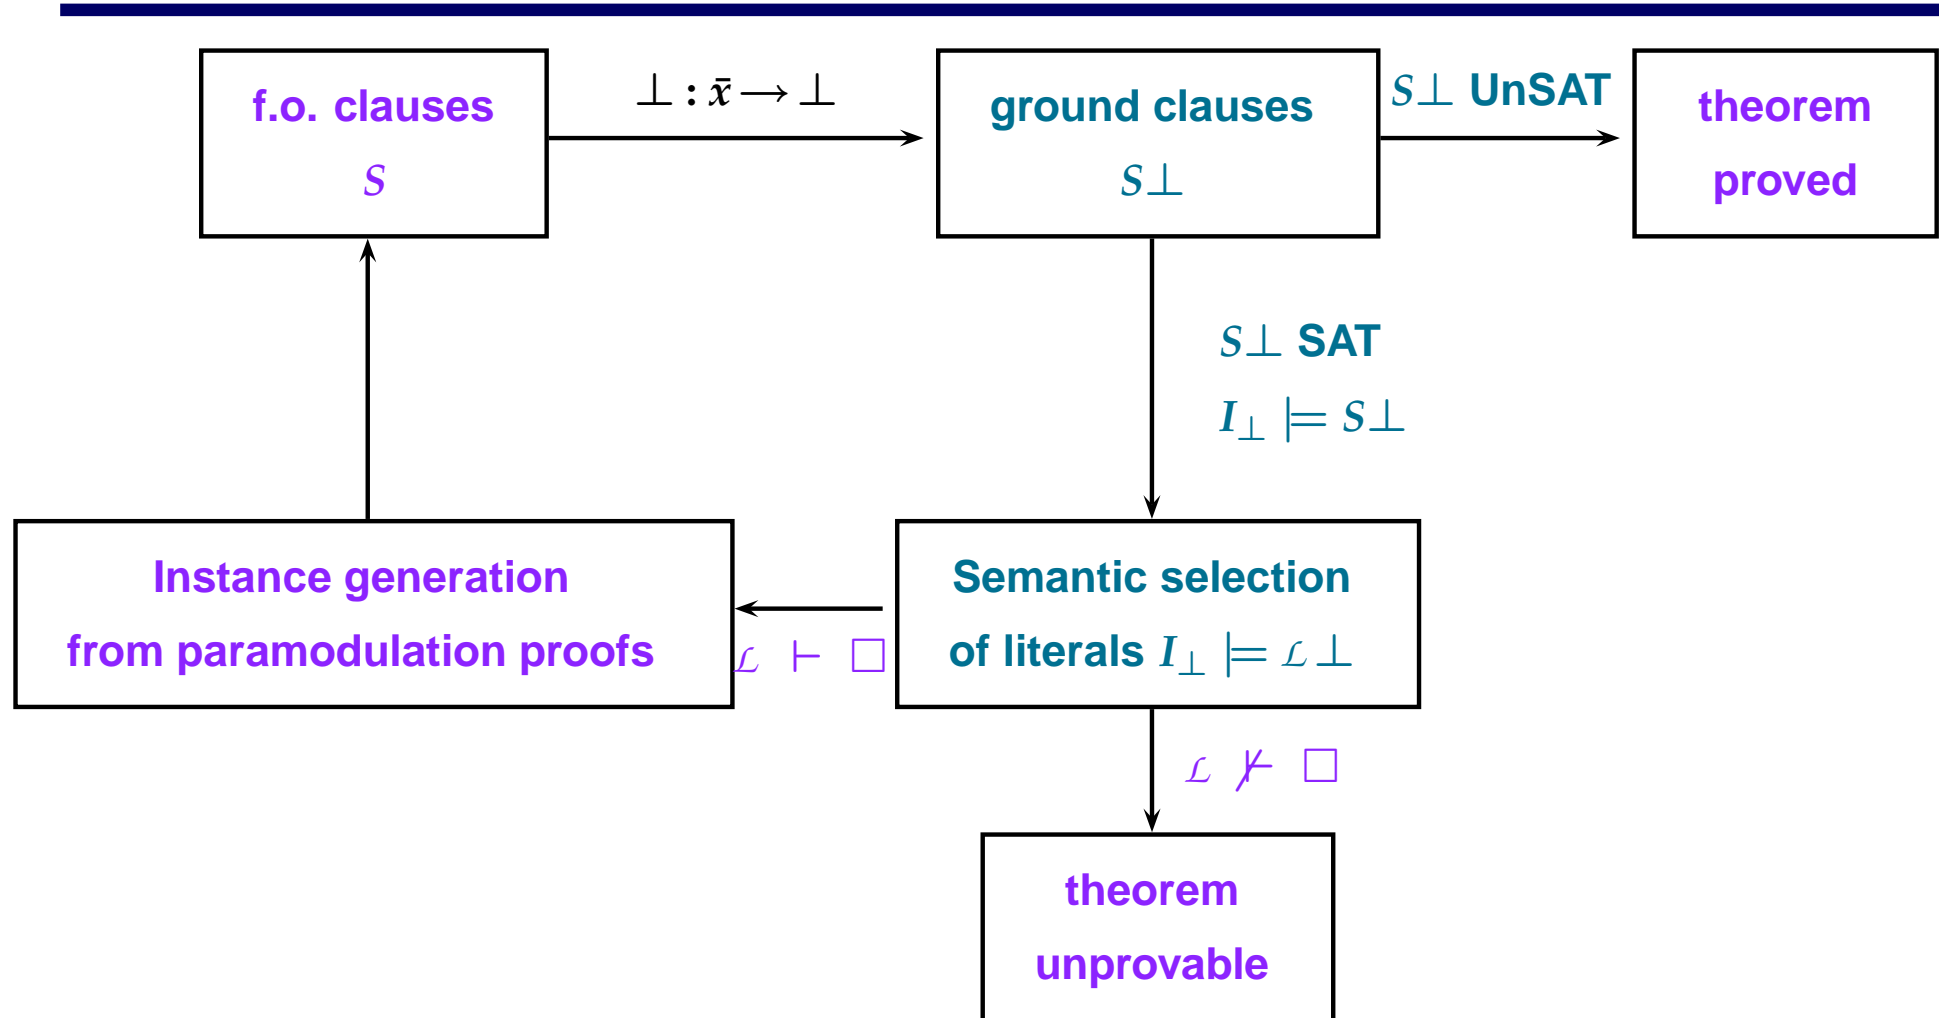 f.o. clauses
S
⊥ : x̄ → ⊥
ground clauses
S⊥
S⊥ UnSAT
theorem
proved
S⊥ SAT
I⊥ ⊨ S⊥
Instance generation
from paramodulation proofs
ℒ ⊢ □
Semantic selection
of literals I⊥ ⊨ ℒ⊥
ℒ ⊬ □
theorem
unprovable